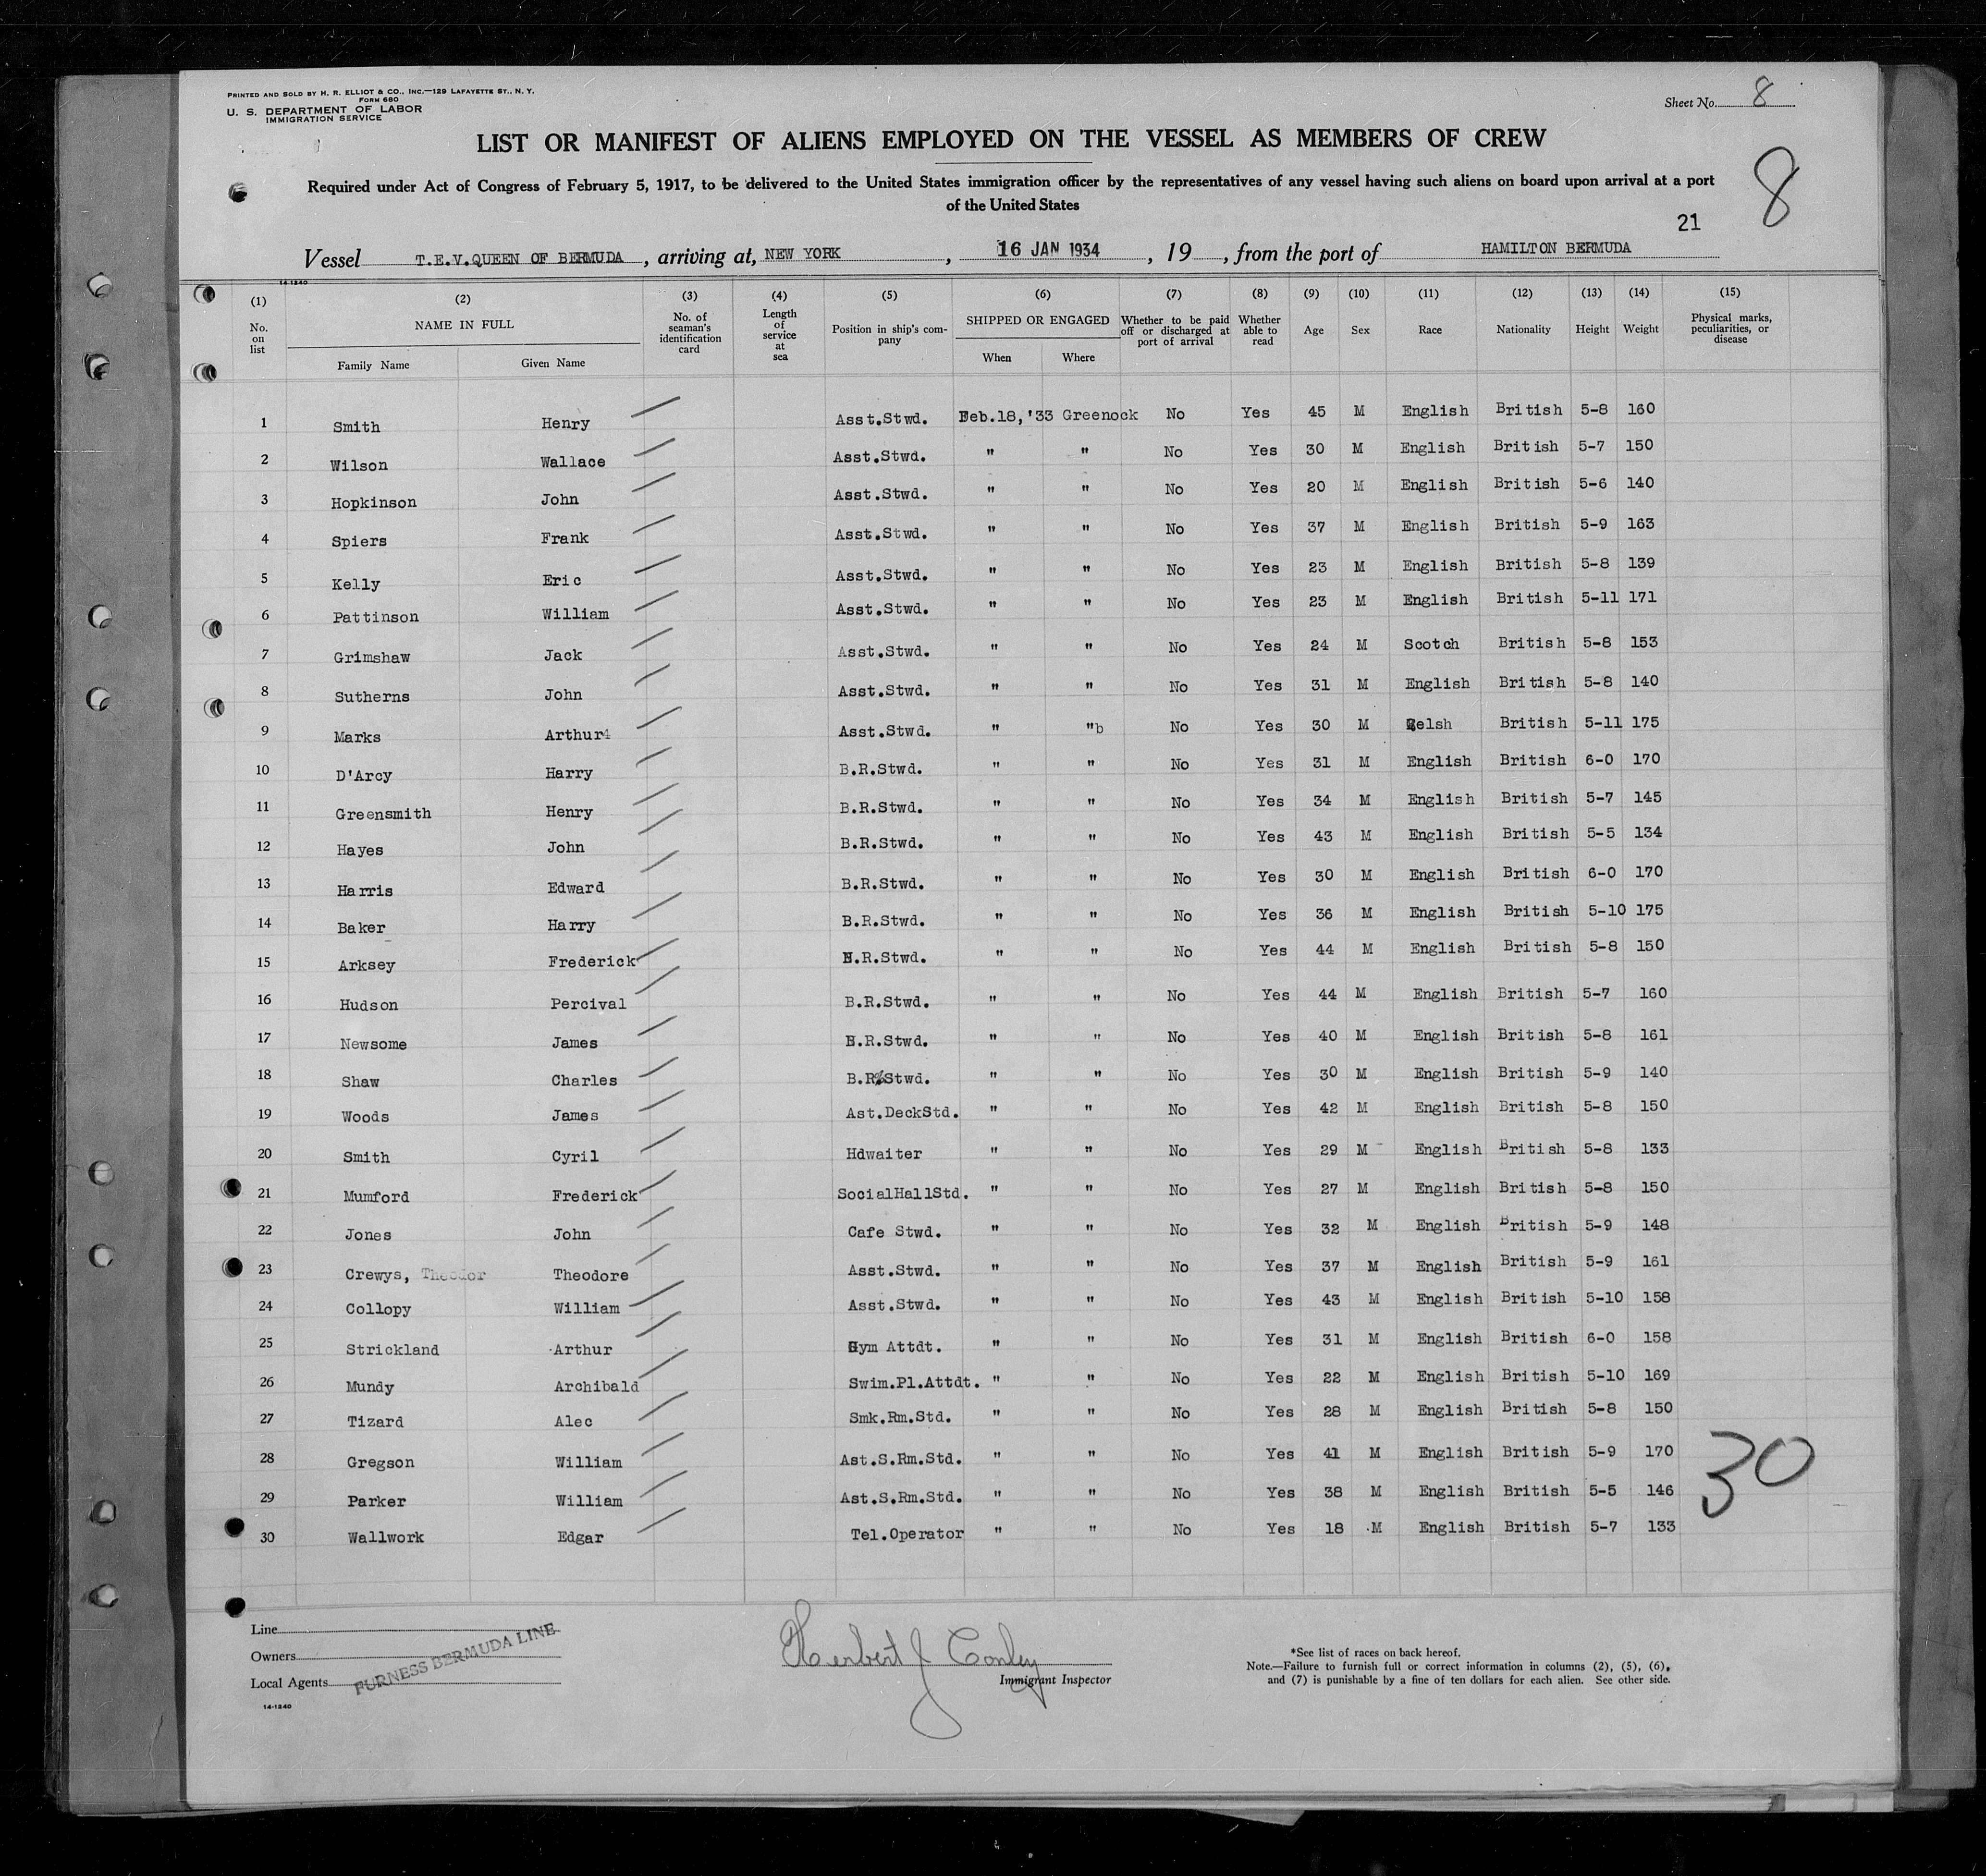 PRINTED AND SOLD BY H. R. ELLIOT & CO., INC.—129 LAFAYETTE ST., N. Y.
FORM 680
U. S. DEPARTMENT OF LABOR
IMMIGRATION SERVICE
Sheet No. 8
LIST OR MANIFEST OF ALIENS EMPLOYED ON THE VESSEL AS MEMBERS OF CREW
8
Required under Act of Congress of February 5, 1917, to be delivered to the United States immigration officer by the representatives of any vessel having such aliens on board upon arrival at a port
of the United States
21
Vessel T.E.V.QUEEN OF BERMUDA, arriving at, NEW YORK, 16 JAN 1934, 19 , from the port of HAMILTON BERMUDA
14-1240
(1) (2) (3) (4) (5) (6) (7) (8) (9) (10) (11) (12) (13) (14) (15)
No. on list NAME IN FULL Family Name Given Name No. of seaman's identification card Length of service at sea Position in ship's company SHIPPED OR ENGAGED When Where Whether to be paid off or discharged at port of arrival Whether able to read Age Sex Race Nationality Height Weight Physical marks, peculiarities, or disease
1 Smith Henry Asst.Stwd. Feb.18,'33 Greenock No Yes 45 M English British 5-8 160
2 Wilson Wallace Asst.Stwd. " " No Yes 30 M English British 5-7 150
3 Hopkinson John Asst.Stwd. " " No Yes 20 M English British 5-6 140
4 Spiers Frank Asst.Stwd. " " No Yes 37 M English British 5-9 163
5 Kelly Eric Asst.Stwd. " " No Yes 23 M English British 5-8 139
6 Pattinson William Asst.Stwd. " " No Yes 23 M English British 5-11 171
7 Grimshaw Jack Asst.Stwd. " " No Yes 24 M Scotch British 5-8 153
8 Sutherns John Asst.Stwd. " " No Yes 31 M English British 5-8 140
9 Marks Arthur Asst.Stwd. " "b No Yes 30 M Welsh British 5-11 175
10 D'Arcy Harry B.R.Stwd. " " No Yes 31 M English British 6-0 170
11 Greensmith Henry B.R.Stwd. " " No Yes 34 M English British 5-7 145
12 Hayes John B.R.Stwd. " " No Yes 43 M English British 5-5 134
13 Harris Edward B.R.Stwd. " " No Yes 30 M English British 6-0 170
14 Baker Harry B.R.Stwd. " " No Yes 36 M English British 5-10 175
15 Arksey Frederick B.R.Stwd. " " No Yes 44 M English British 5-8 150
16 Hudson Percival B.R.Stwd. " " No Yes 44 M English British 5-7 160
17 Newsome James B.R.Stwd. " " No Yes 40 M English British 5-8 161
18 Shaw Charles B.R.Stwd. " " No Yes 30 M English British 5-9 140
19 Woods James Ast.DeckStd. " " No Yes 42 M English British 5-8 150
20 Smith Cyril Hdwaiter " " No Yes 29 M English British 5-8 133
21 Mumford Frederick SocialHallStd. " " No Yes 27 M English British 5-8 150
22 Jones John Cafe Stwd. " " No Yes 32 M English British 5-9 148
23 Crewys, Theodor Theodore Asst.Stwd. " " No Yes 37 M English British 5-9 161
24 Collopy William Asst.Stwd. " " No Yes 43 M English British 5-10 158
25 Strickland Arthur Gym Attdt. " " No Yes 31 M English British 6-0 158
26 Mundy Archibald Swim.Pl.Attdt. " " No Yes 22 M English British 5-10 169
27 Tizard Alec Smk.Rm.Std. " " No Yes 28 M English British 5-8 150
28 Gregson William Ast.S.Rm.Std. " " No Yes 41 M English British 5-9 170
29 Parker William Ast.S.Rm.Std. " " No Yes 38 M English British 5-5 146
30 Wallwork Edgar Tel.Operator " " No Yes 18 M English British 5-7 133
30
Line
Owners
Local Agents
FURNESS BERMUDA LINE
14-1240
Herbert J Conley
Immigrant Inspector
*See list of races on back hereof.
Note.—Failure to furnish full or correct information in columns (2), (5), (6),
and (7) is punishable by a fine of ten dollars for each alien. See other side.